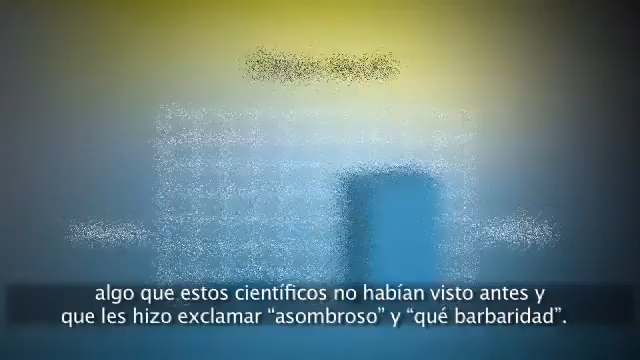 algo que estos científicos no habían visto antes y
que les hizo exclamar “asombroso” y “qué barbaridad”.